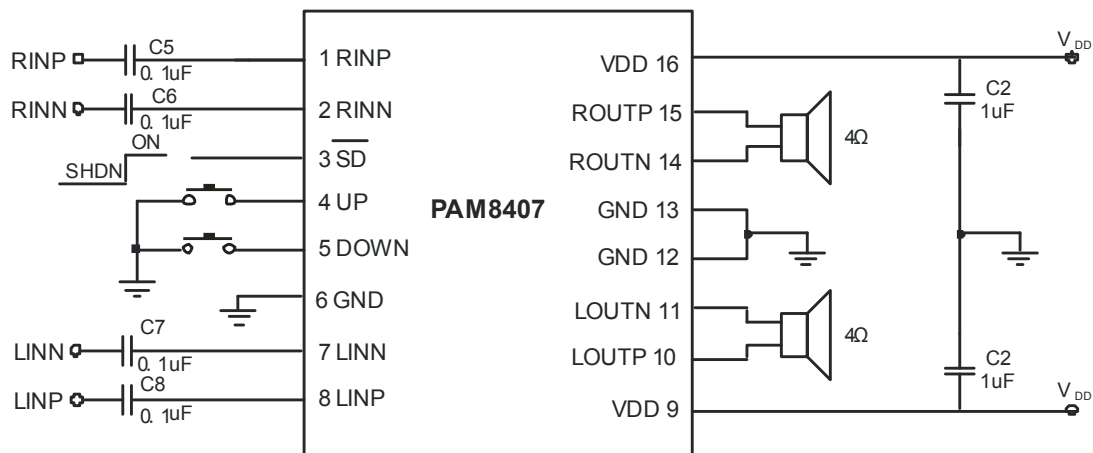 RINP
C5
0.1uF
1 RINP
RINN
C6
0.1uF
2 RINN
ON
SHDN
3 SD
4 UP
5 DOWN
6 GND
LINN
C7
0.1uF
7 LINN
LINP
C8
0.1uF
8 LINP
PAM8407
VDD 16
ROUTP 15
ROUTN 14
GND 13
GND 12
LOUTN 11
LOUTP 10
VDD 9
4Ω
4Ω
VDD
C2
1uF
C2
1uF
VDD